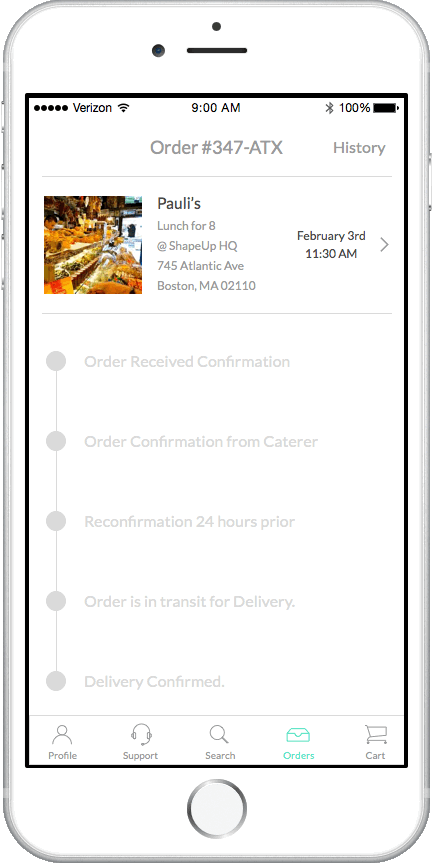 Verizon 9:00 AM 100%
Order #347-ATX History
Pauli's
Lunch for 8
@ ShapeUp HQ
745 Atlantic Ave
Boston, MA 02110
February 3rd
11:30 AM
Order Received Confirmation
Order Confirmation from Caterer
Reconfirmation 24 hours prior
Order is in transit for Delivery.
Delivery Confirmed.
Profile Support Search Orders Cart